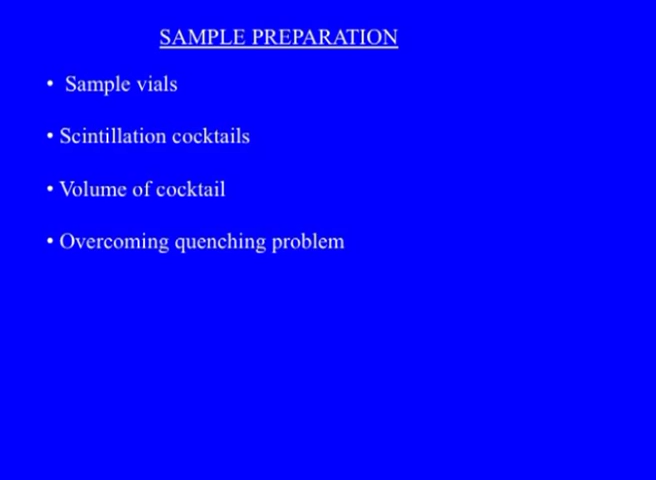 SAMPLE PREPARATION
• Sample vials
• Scintillation cocktails
• Volume of cocktail
• Overcoming quenching problem